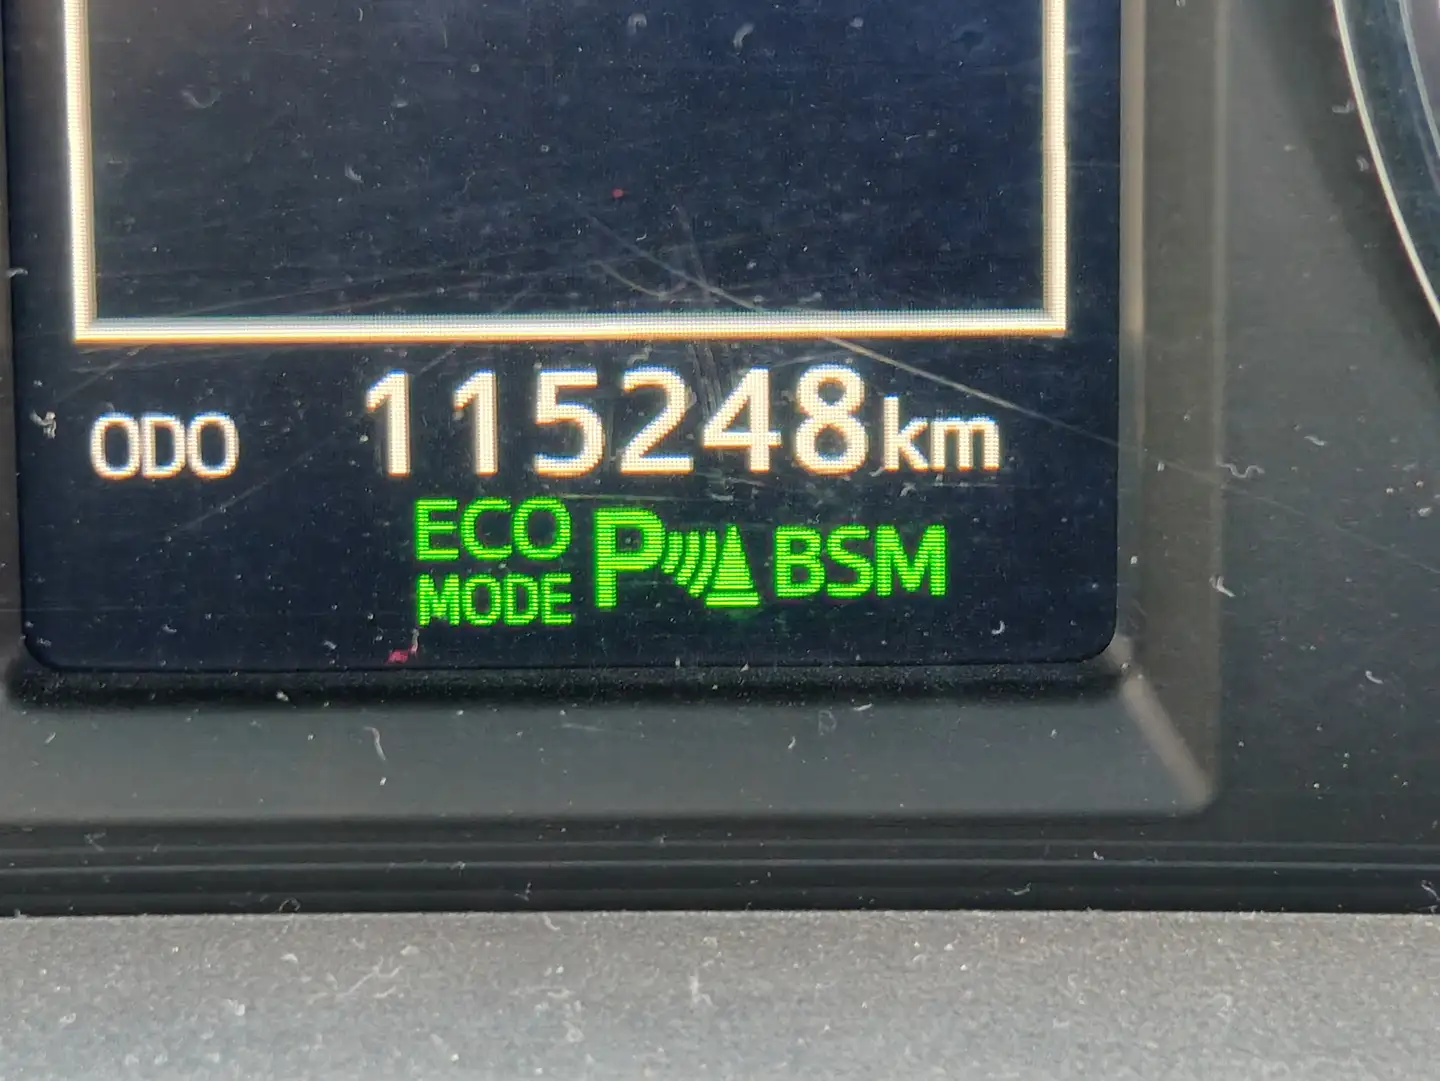 ODO 115248km
ECO P BSM
MODE